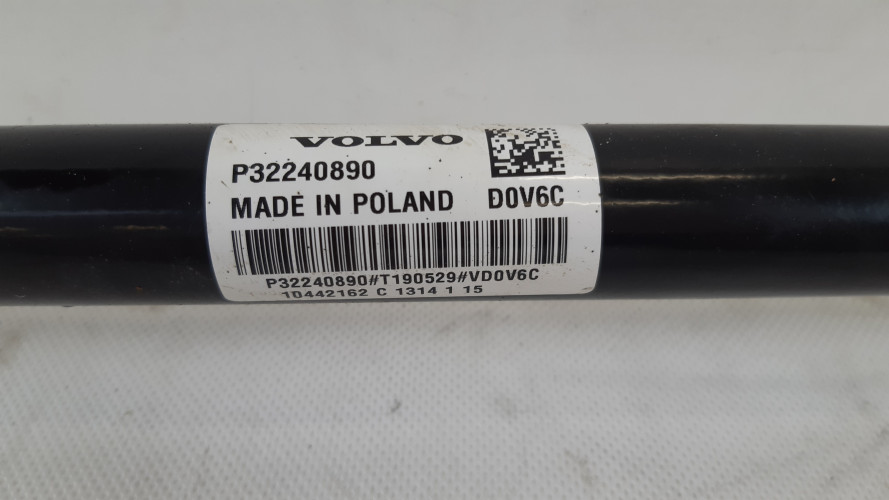 VOLVO
P32240890
MADE IN POLAND D0V6C
P32240890#T190529#VD0V6C
10442162 C 1314 1 15